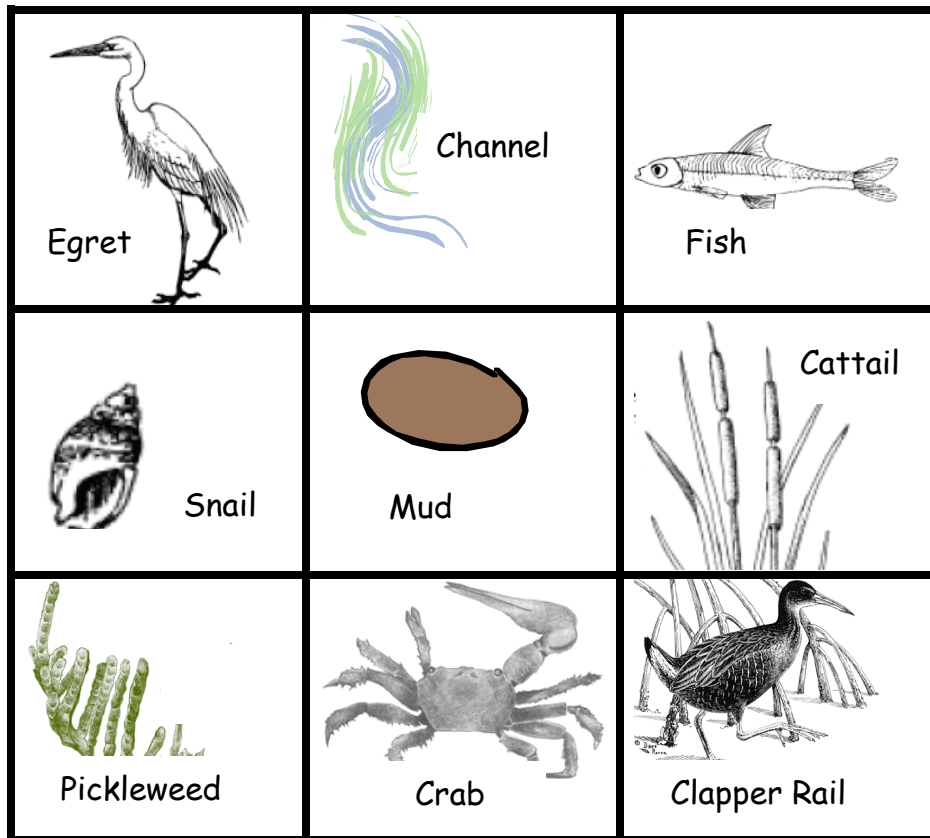 Egret
Channel
Fish
Snail
Mud
Cattail
Pickleweed
Crab
Clapper Rail